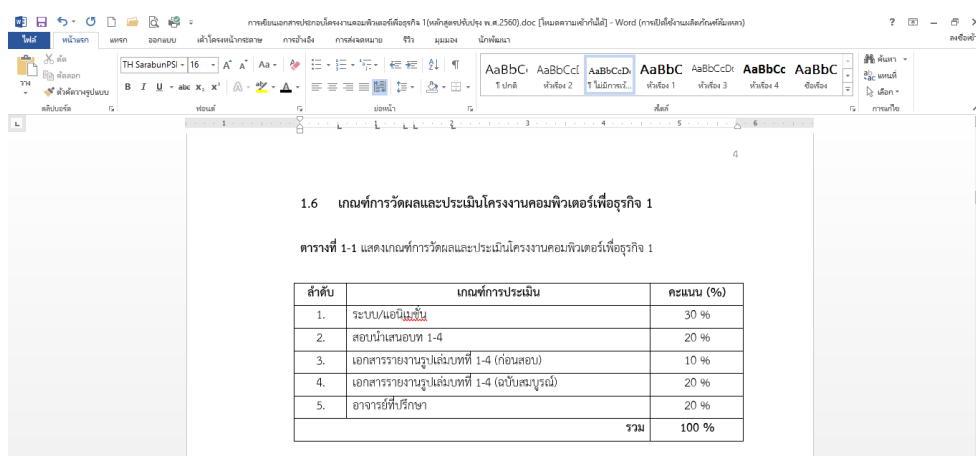 การเขียนเอกสารประกอบโครงงานคอมพิวเตอร์เพื่อธุรกิจ 1(หลักสูตรปรับปรุง พ.ศ.2560).doc [โหมดความเข้ากันได้] - Word (การเปิดใช้งานผลิตภัณฑ์ล้มเหลว)
ไฟล์ หน้าแรก แทรก ออกแบบ เค้าโครงหน้ากระดาษ การอ้างอิง การส่งจดหมาย รีวิว มุมมอง นักพัฒนา
วาง ตัด คัดลอก ตัวคัดวางรูปแบบ
TH SarabunPSI 16
B I U abc x₂ x²
AaBbC AaBbCcI AaBbCcDı AaBbC AaBbCcDı AaBbCc AaBbC
¶ ปกติ หัวเรื่อง 2 หัวเรื่อง 1 หัวเรื่อง 3 หัวเรื่อง 4 ชื่อเรื่อง
ค้นหา แทนที่ เลือก
คลิปบอร์ด ฟอนต์ ย่อหน้า สไตล์ การแก้ไข
1 1 2 3 4 5 6
4
1.6 เกณฑ์การวัดผลและประเมินโครงงานคอมพิวเตอร์เพื่อธุรกิจ 1
ตารางที่ 1-1 แสดงเกณฑ์การวัดผลและประเมินโครงงานคอมพิวเตอร์เพื่อธุรกิจ 1
ลำดับ เกณฑ์การประเมิน คะแนน (%)
1. ระบบ/แอนิเมชั่น 30 %
2. สอบนำเสนอบท 1-4 20 %
3. เอกสารรายงานรูปเล่มบทที่ 1-4 (ก่อนสอบ) 10 %
4. เอกสารรายงานรูปเล่มบทที่ 1-4 (ฉบับสมบูรณ์) 20 %
5. อาจารย์ที่ปรึกษา 20 %
รวม 100 %